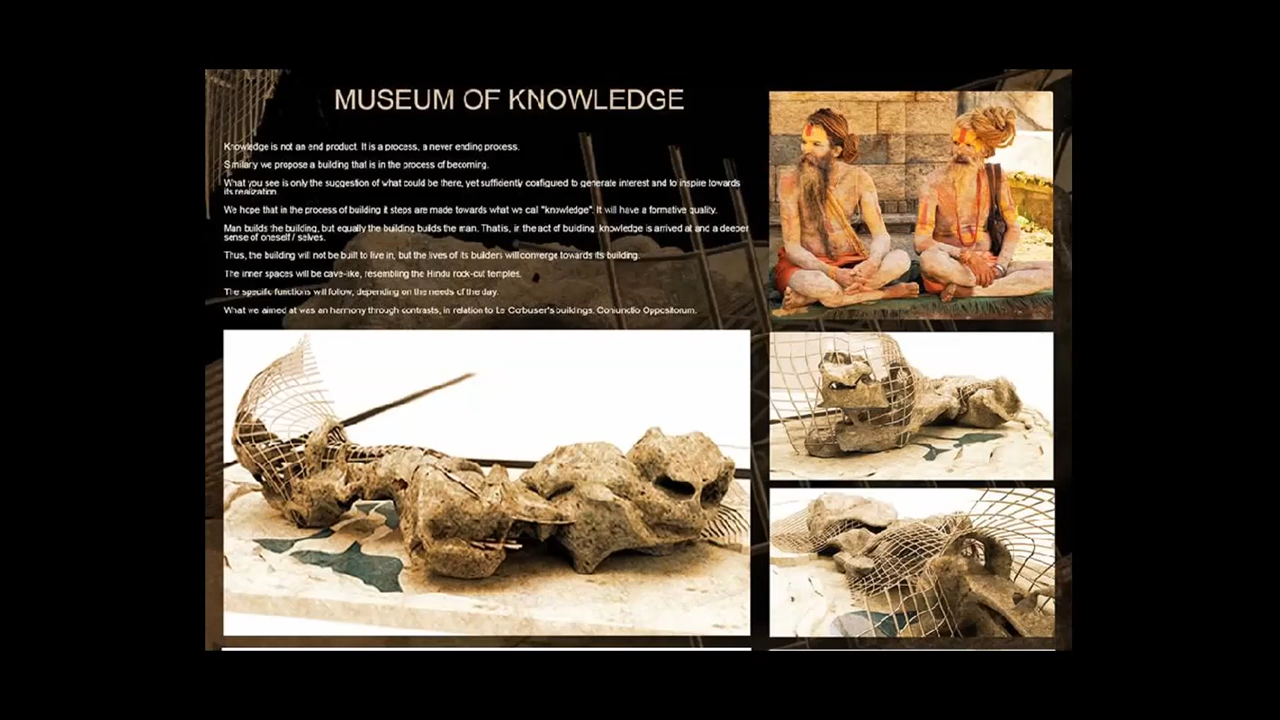 MUSEUM OF KNOWLEDGE
Knowledge is not an end product. It is a process, a never ending process.
Similary we propose a building that is in the process of becoming.
What you see is only the suggestion of what could be there, yet sufficiently configured to generate interest and to inspire towards
its realization.
We hope that in the process of building it steps are made towards what we call "knowledge". It will have a formative quality.
Man builds the building, but equally the building builds the man. That is, in the act of building, knowledge is arrived at and a deeper
sense of oneself / selves.
Thus, the building will not be built to live in, but the lives of its builders will converge towards its building.
The inner spaces will be cave-like, resembling the Hindu rock-cut temples.
The specific functions will follow, depending on the needs of the day.
What we aimed at was an harmony through contrasts, in relation to Le Corbuser's buildings. Coniunctio Oppositorum.